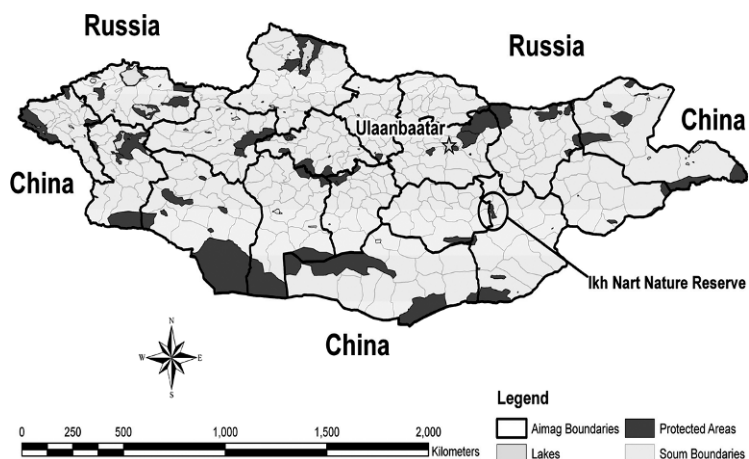 Russia
Russia
Ulaanbaatar
China
China
Ikh Nart Nature Reserve
China
N
W E
S
Legend
Aimag Boundaries Protected Areas
Lakes Soum Boundaries
0 250 500 1,000 1,500 2,000
Kilometers